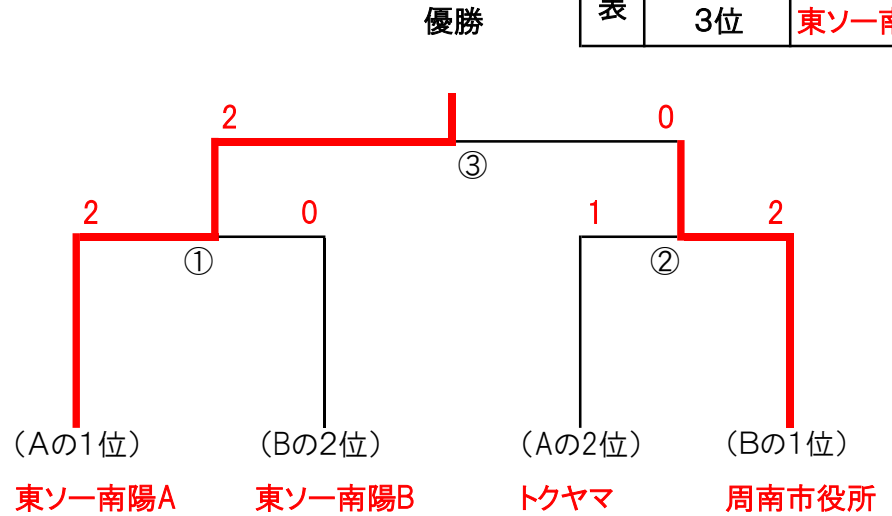 優勝
表
3位
東ソー南
2
0
③
2
0
1
2
①
②
（Aの1位）
（Bの2位）
（Aの2位）
（Bの1位）
東ソー南陽A
東ソー南陽B
トクヤマ
周南市役所